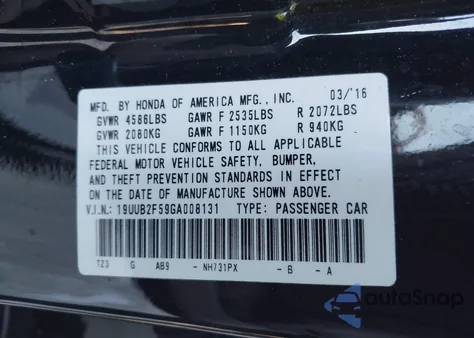 MFD. BY HONDA OF AMERICA MFG., INC. 03/'16
GVWR 4586LBS GAWR F 2535LBS R 2072LBS
GVWR 2080KG GAWR F 1150KG R 940KG
THIS VEHICLE CONFORMS TO ALL APPLICABLE
FEDERAL MOTOR VEHICLE SAFETY, BUMPER,
AND THEFT PREVENTION STANDARDS IN EFFECT
ON THE DATE OF MANUFACTURE SHOWN ABOVE.
V.I.N.: 19UUB2F59GA008131 TYPE: PASSENGER CAR
TZ3 G AB9 - NH731PX - B - A
autoSnap